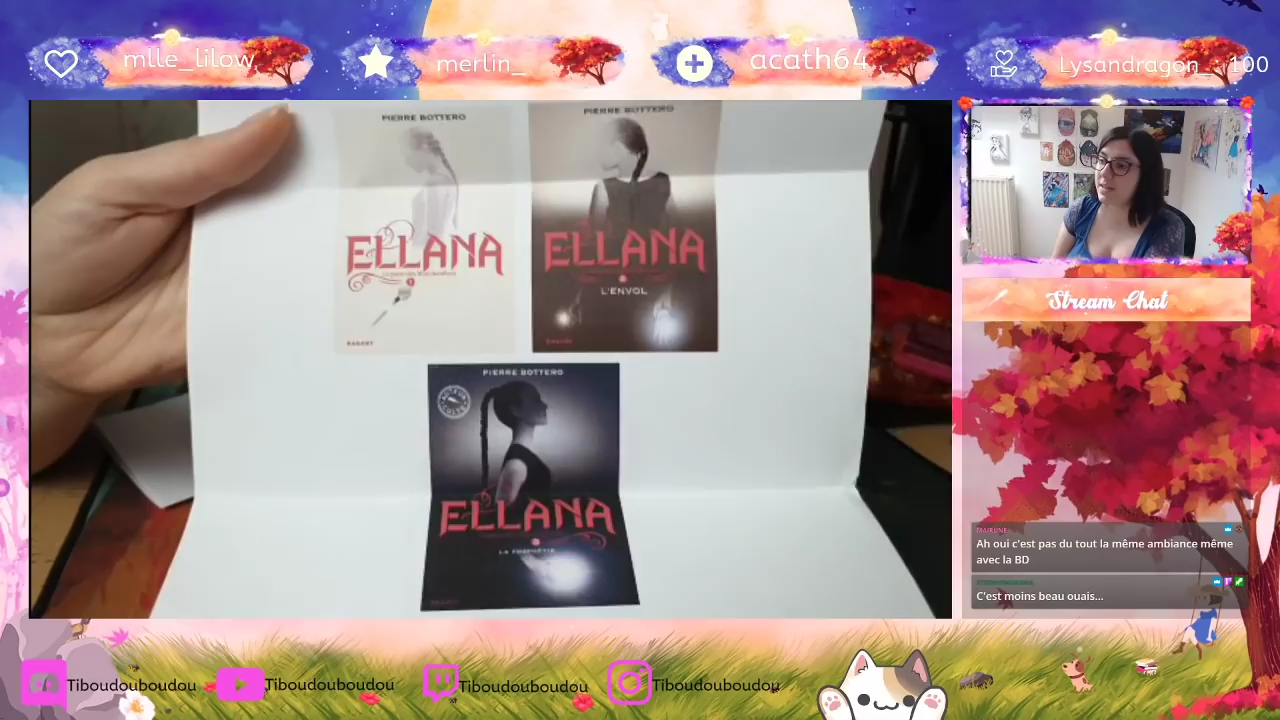 mlle_lilow
merlin_
acath64
Lysandragon_ 100
PIERRE BOTTERO
ELLANA
1
RAGEOT
PIERRE BOTTERO
ELLANA
L'ENVOL
PIERRE BOTTERO
ELLANA
LA PROPHÉTIE
Stream Chat
Ah oui c'est pas du tout la même ambiance même
avec la BD
C'est moins beau ouais...
Tiboudouboudou
Tiboudouboudou
Tiboudouboudou
Tiboudouboudou